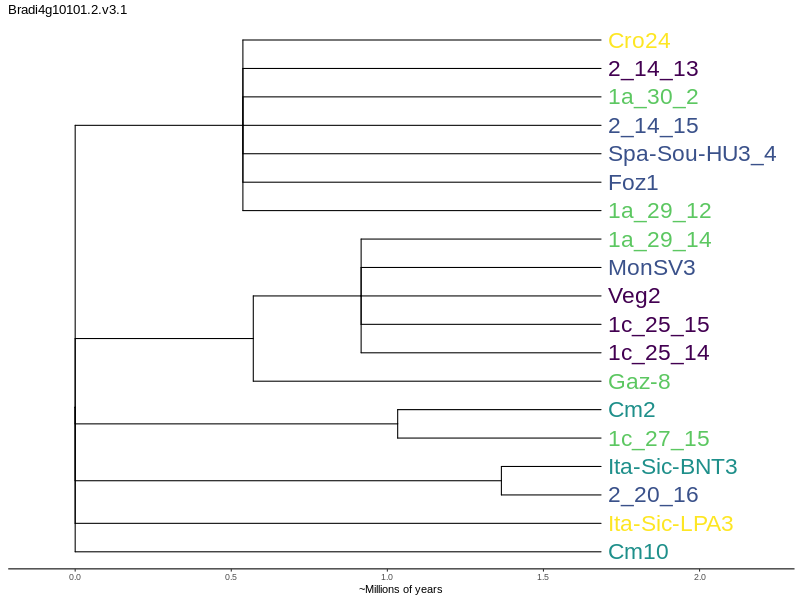 Bradi4g10101.2.v3.1
Cro24
2_14_13
1a_30_2
2_14_15
Spa-Sou-HU3_4
Foz1
1a_29_12
1a_29_14
MonSV3
Veg2
1c_25_15
1c_25_14
Gaz-8
Cm2
1c_27_15
Ita-Sic-BNT3
2_20_16
Ita-Sic-LPA3
Cm10
0.0 0.5 1.0 1.5 2.0
~Millions of years